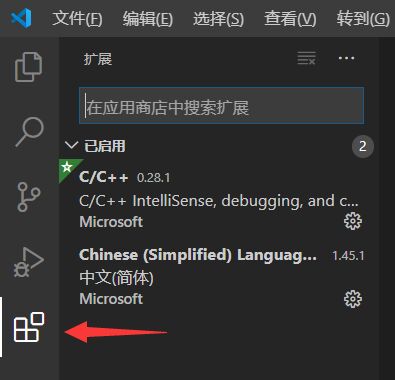 文件(F) 编辑(E) 选择(S) 查看(V) 转到(G)
扩展
在应用商店中搜索扩展
已启用 2
C/C++ 0.28.1
C/C++ IntelliSense, debugging, and c...
Microsoft
Chinese (Simplified) Languag... 1.45.1
中文(简体)
Microsoft